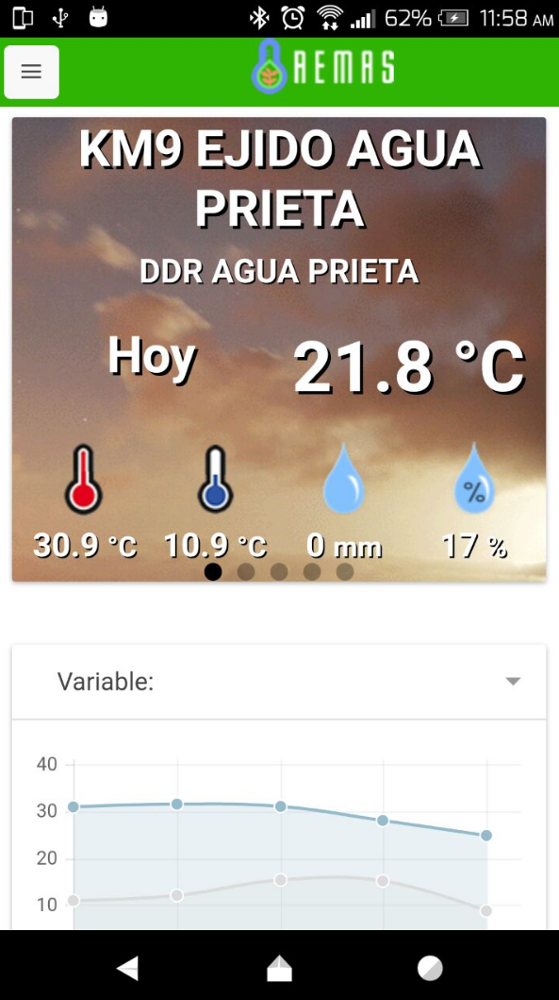 62% 11:58 AM
REMAS
KM9 EJIDO AGUA
PRIETA
DDR AGUA PRIETA
Hoy 21.8 °C
%
30.9 °C 10.9 °C 0 mm 17 %
Variable:
40
30
20
10